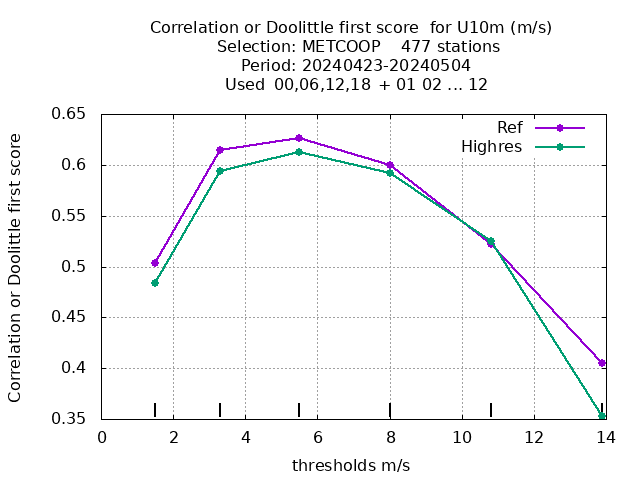 Correlation or Doolittle first score  for U10m (m/s)
Selection: METCOOP    477 stations
Period: 20240423-20240504
Used  00,06,12,18 + 01 02 ... 12
Correlation or Doolittle first score
0.65
0.6
0.55
0.5
0.45
0.4
0.35
Ref
Highres
0 2 4 6 8 10 12 14
thresholds m/s